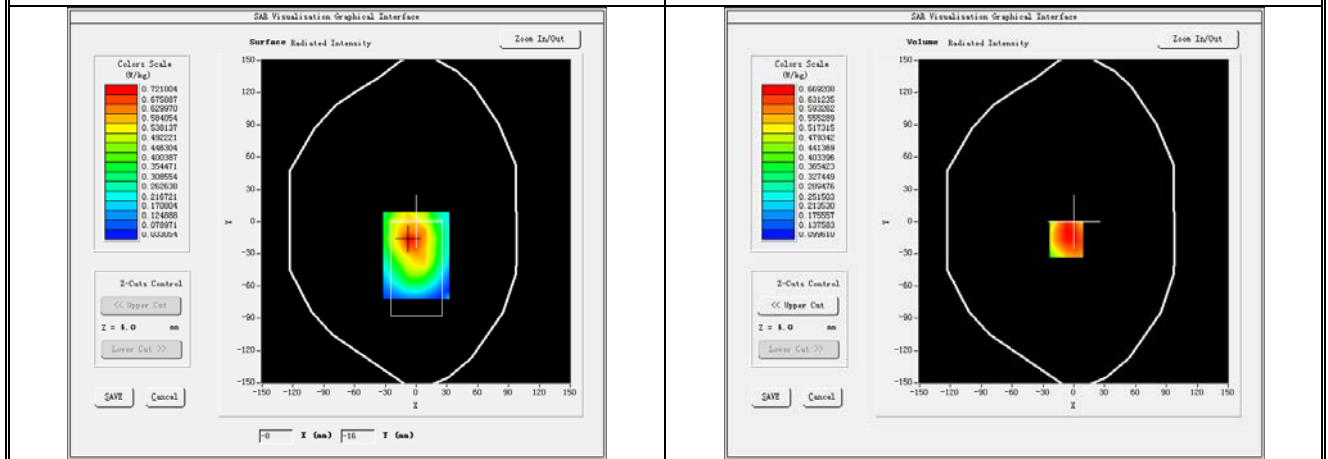 SAR Visualisation Graphical Interface
Surface Radiated Intensity
Zoom In/Out
Colors Scale
(W/kg)
0.721804
0.675887
0.629970
0.584054
0.538137
0.492221
0.446304
0.400387
0.354471
0.308554
0.262638
0.216721
0.170804
0.124888
0.078971
0.033054
150
120
90
60
30
0
-30
-60
-90
-120
-150
Y
-150 -120 -90 -60 -30 0 30 60 90 120 150
X
Z-Cuts Control
<< Upper Cut
Z = 4.0 mm
Lower Cut >>
SAVE Cancel
-8 X (mm) -16 Y (mm)
SAR Visualisation Graphical Interface
Volume Radiated Intensity
Zoom In/Out
Colors Scale
(W/kg)
0.669208
0.631235
0.593262
0.555289
0.517315
0.479342
0.441369
0.403396
0.365423
0.327449
0.289476
0.251503
0.213530
0.175557
0.137583
0.099610
150
120
90
60
30
0
-30
-60
-90
-120
-150
Y
-150 -120 -90 -60 -30 0 30 60 90 120 150
X
Z-Cuts Control
<< Upper Cut
Z = 4.0 mm
Lower Cut >>
SAVE Cancel